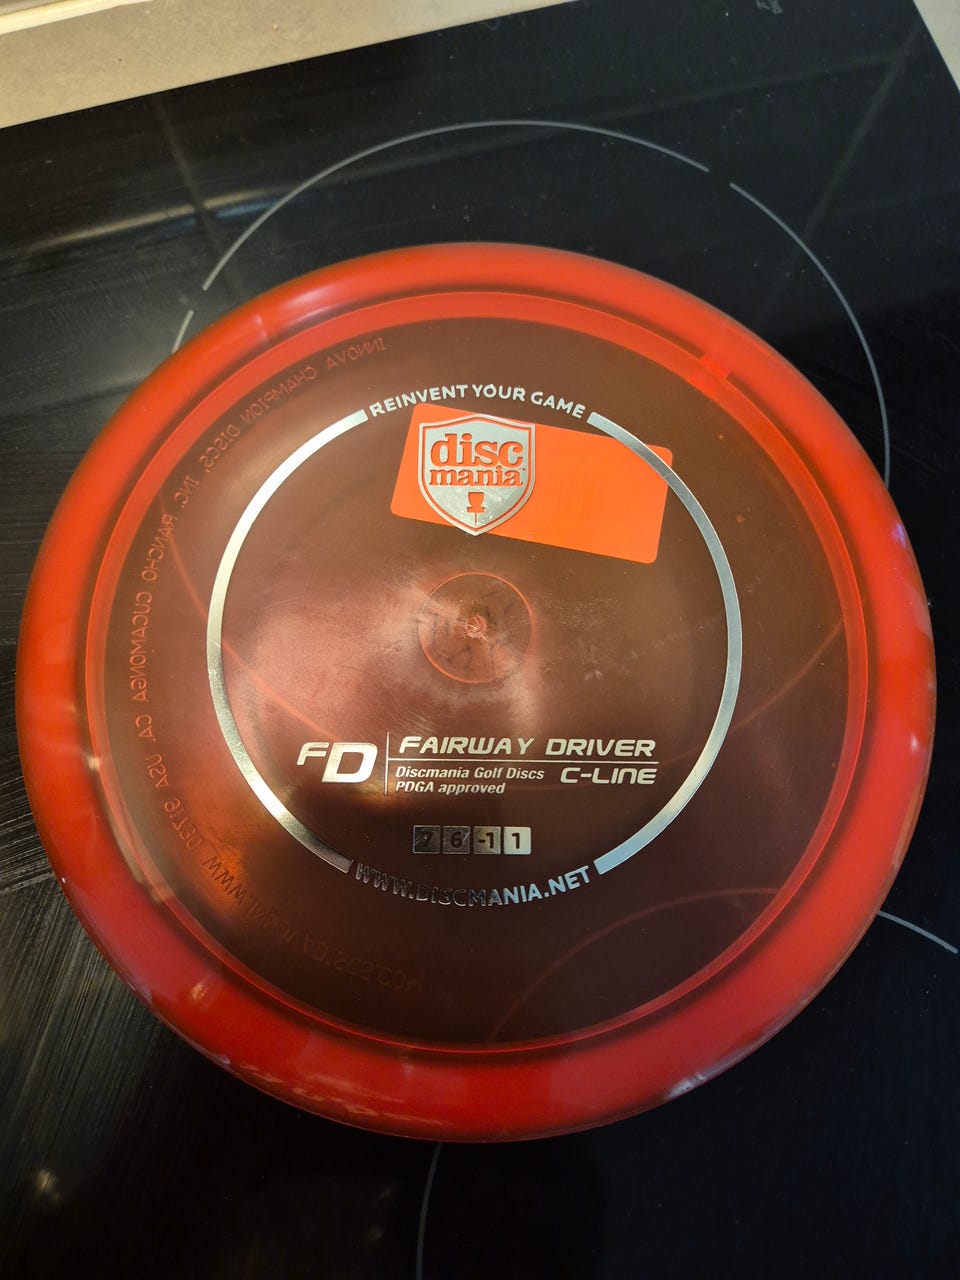 REINVENT YOUR GAME
disc
mania
FD
FAIRWAY DRIVER
Discmania Golf Discs C-LINE
PDGA approved
7 6 -1 1
WWW.DISCMANIA.NET
INNOVA CHAMPION DISCS, INC. RANCHO CUCAMONGA CA. USA 91730 WWW.INNOVADISCS.COM